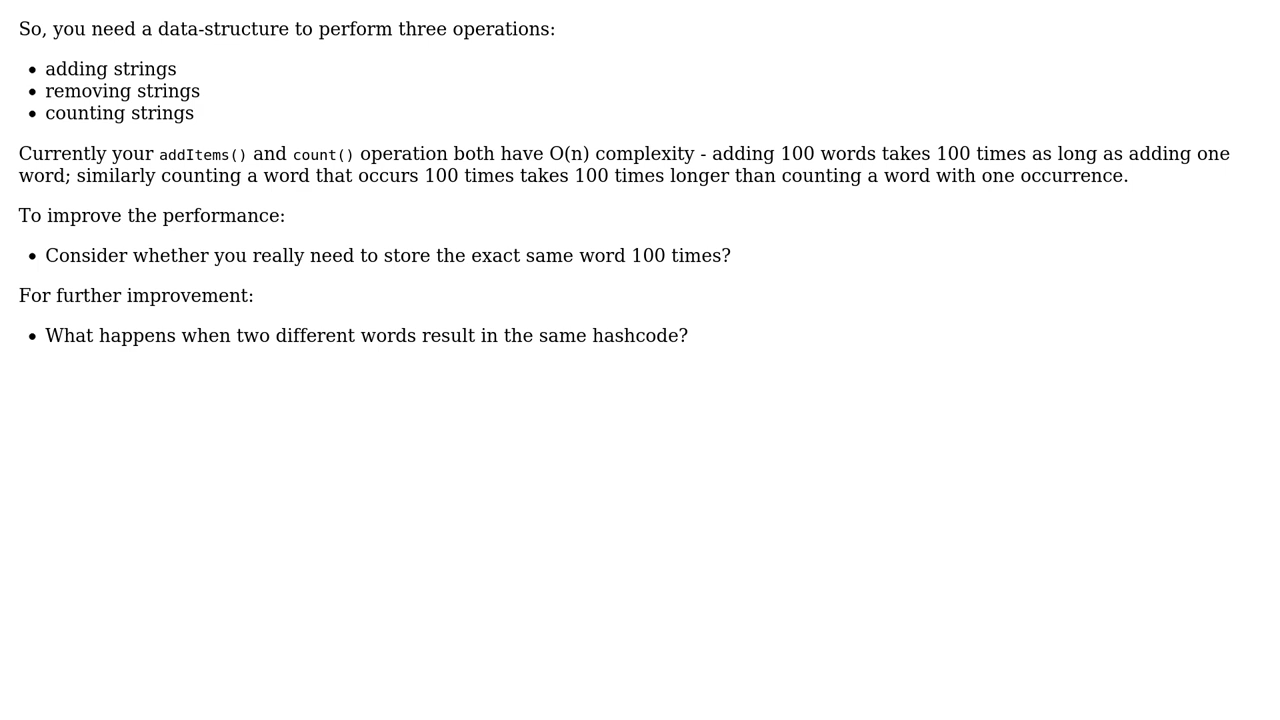 So, you need a data-structure to perform three operations:
• adding strings
• removing strings
• counting strings
Currently your addItems() and count() operation both have O(n) complexity - adding 100 words takes 100 times as long as adding one
word; similarly counting a word that occurs 100 times takes 100 times longer than counting a word with one occurrence.
To improve the performance:
• Consider whether you really need to store the exact same word 100 times?
For further improvement:
• What happens when two different words result in the same hashcode?